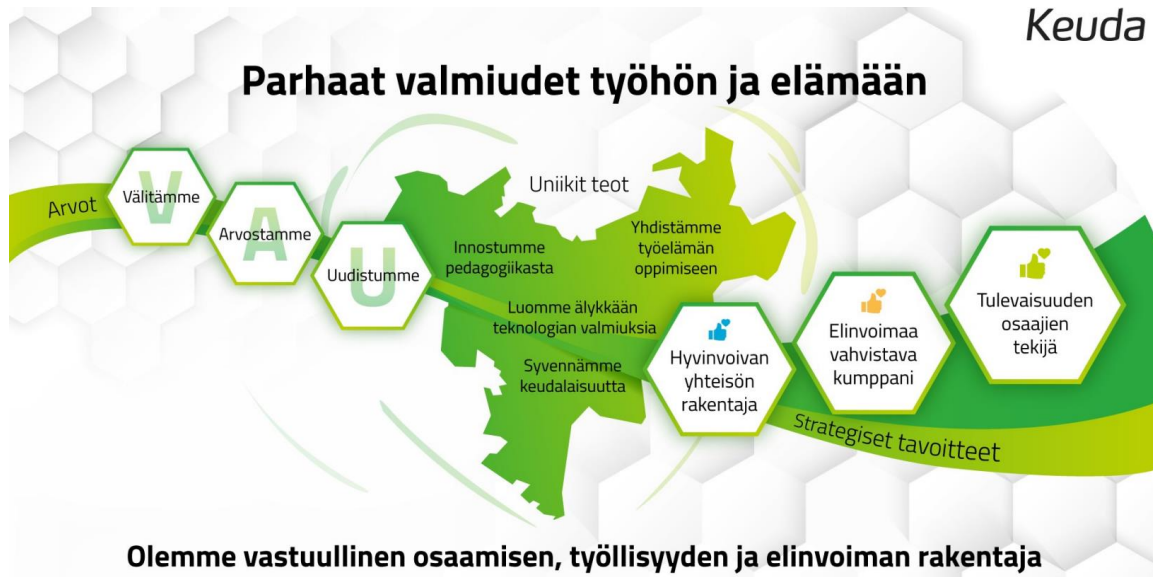 Keuda
Parhaat valmiudet työhön ja elämään
Arvot
V
Välitämme
A
Arvostamme
U
Uudistumme
Uniikit teot
Innostumme
pedagogiikasta
Yhdistämme
työelämän
oppimiseen
Luomme älykkään
teknologian valmiuksia
Syvennämme
keudalaisuutta
Hyvinvoivan
yhteisön
rakentaja
Elinvoimaa
vahvistava
kumppani
Tulevaisuuden
osaajien
tekijä
Strategiset tavoitteet
Olemme vastuullinen osaamisen, työllisyyden ja elinvoiman rakentaja